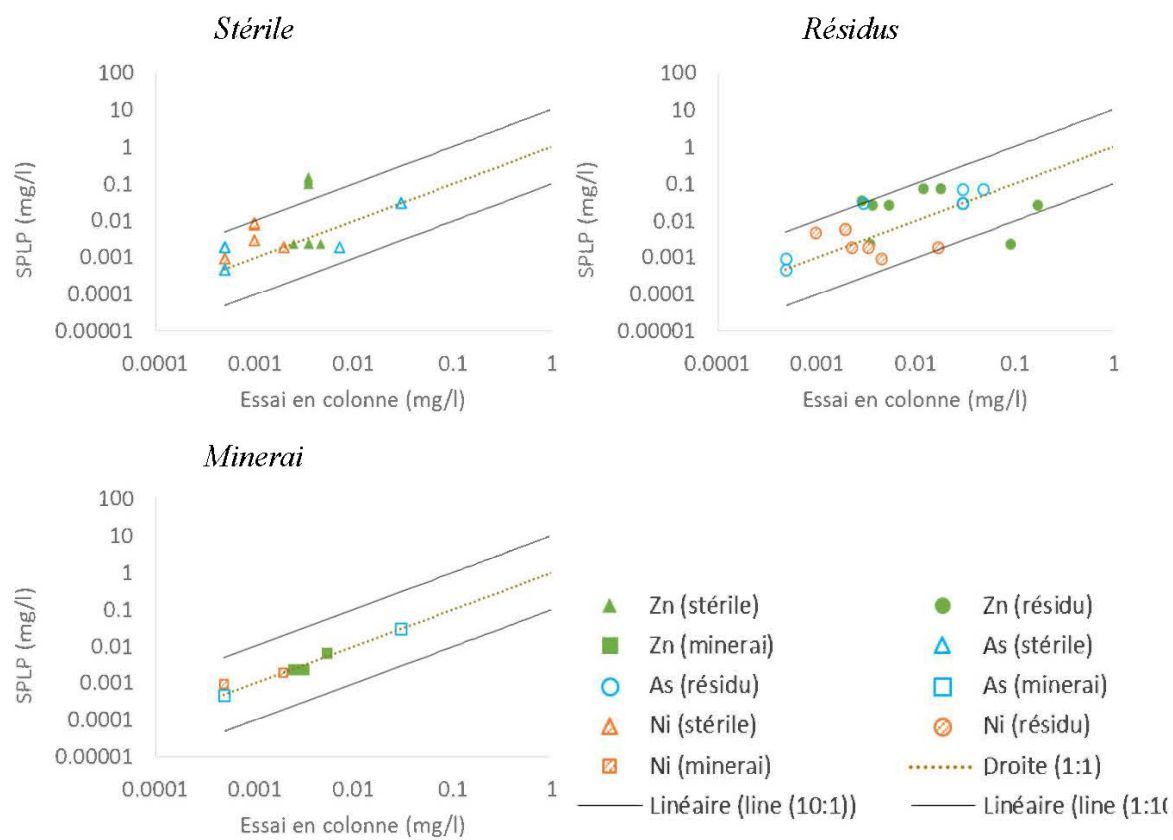 Stérile
100
10
1
0.1
0.01
0.001
0.0001
0.00001
SPLP (mg/l)
0.0001 0.001 0.01 0.1 1
Essai en colonne (mg/l)
Résidus
100
10
1
0.1
0.01
0.001
0.0001
0.00001
SPLP (mg/l)
0.0001 0.001 0.01 0.1 1
Essai en colonne (mg/l)
Minerai
100
10
1
0.1
0.01
0.001
0.0001
0.00001
SPLP (mg/l)
0.0001 0.001 0.01 0.1 1
Essai en colonne (mg/l)
Zn (stérile) Zn (résidu)
Zn (minerai) As (stérile)
As (résidu) As (minerai)
Ni (stérile) Ni (résidu)
Ni (minerai) Droite (1:1)
Linéaire (line (10:1)) Linéaire (line (1:1